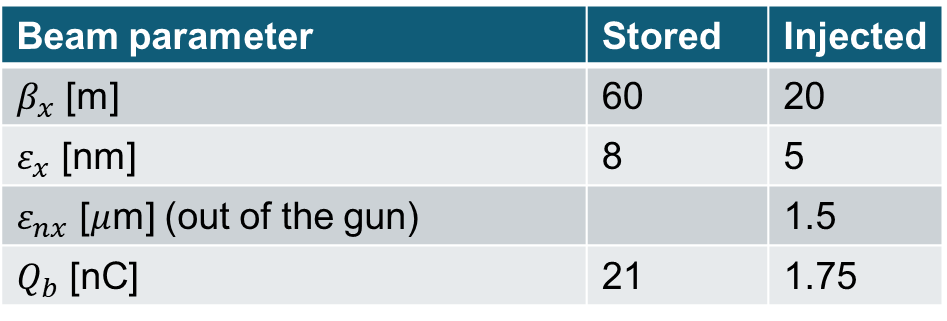 Beam parameter Stored Injected
βx [m] 60 20
εx [nm] 8 5
εnx [μm] (out of the gun) 1.5
Qb [nC] 21 1.75